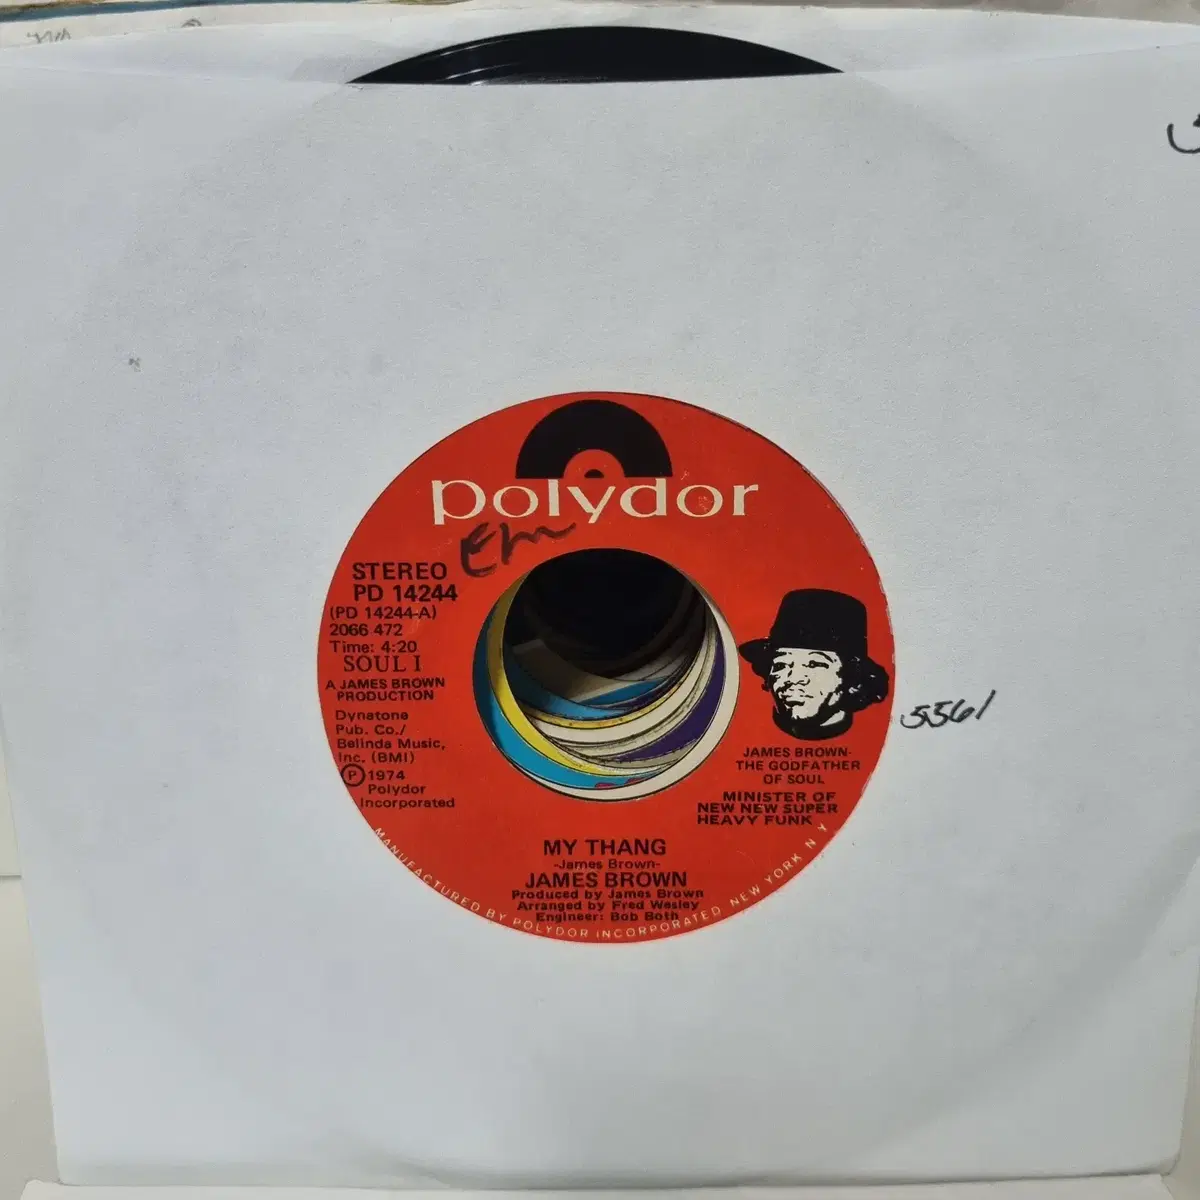 polydor
STEREO
PD 14244
(PD 14244-A)
2066 472
Time: 4:20
SOUL I
A JAMES BROWN
PRODUCTION
Dynatone
Pub. Co./
Belinda Music,
Inc. (BMI)
Ⓟ 1974
Polydor
Incorporated
JAMES BROWN-
THE GODFATHER
OF SOUL
MINISTER OF
NEW NEW SUPER
HEAVY FUNK
5561
MY THANG
-James Brown-
JAMES BROWN
Produced by James Brown
Arranged by Fred Wesley
Engineer: Bob Both
MANUFACTURED BY POLYDOR INCORPORATED NEW YORK N Y